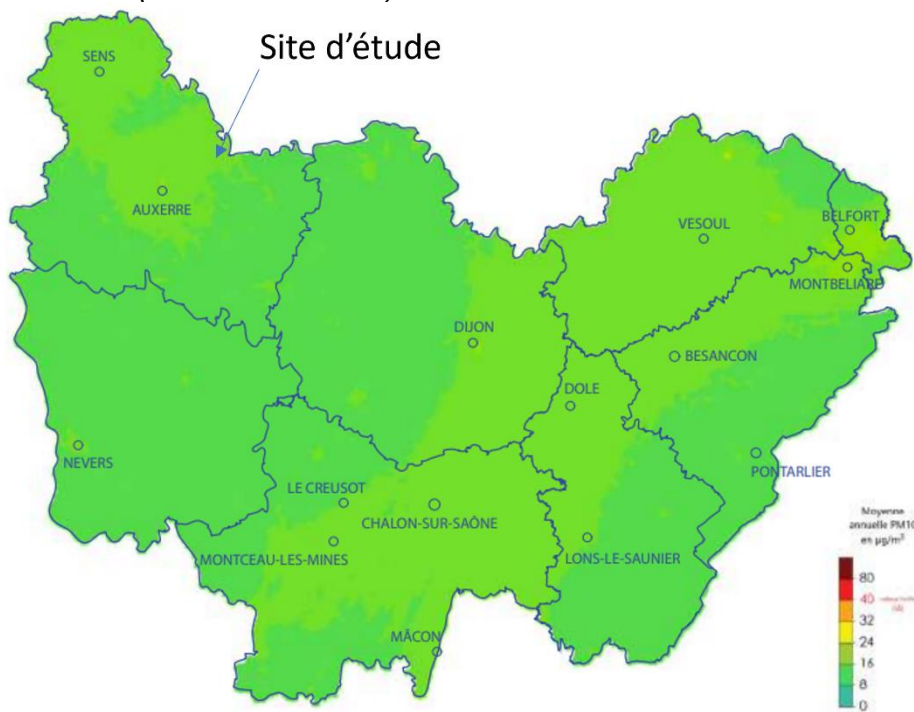 Site d’étude
SENS
AUXERRE
VESOUL
BELFORT
MONTBELIARD
DIJON
BESANCON
DOLE
NEVERS
PONTARLIER
LE CREUSOT
CHALON-SUR-SAÔNE
MONTCEAU-LES-MINES
LONS-LE-SAUNIER
MÂCON
Moyenne
annuelle PM10
en µg/m³
80
40
32
24
16
8
0